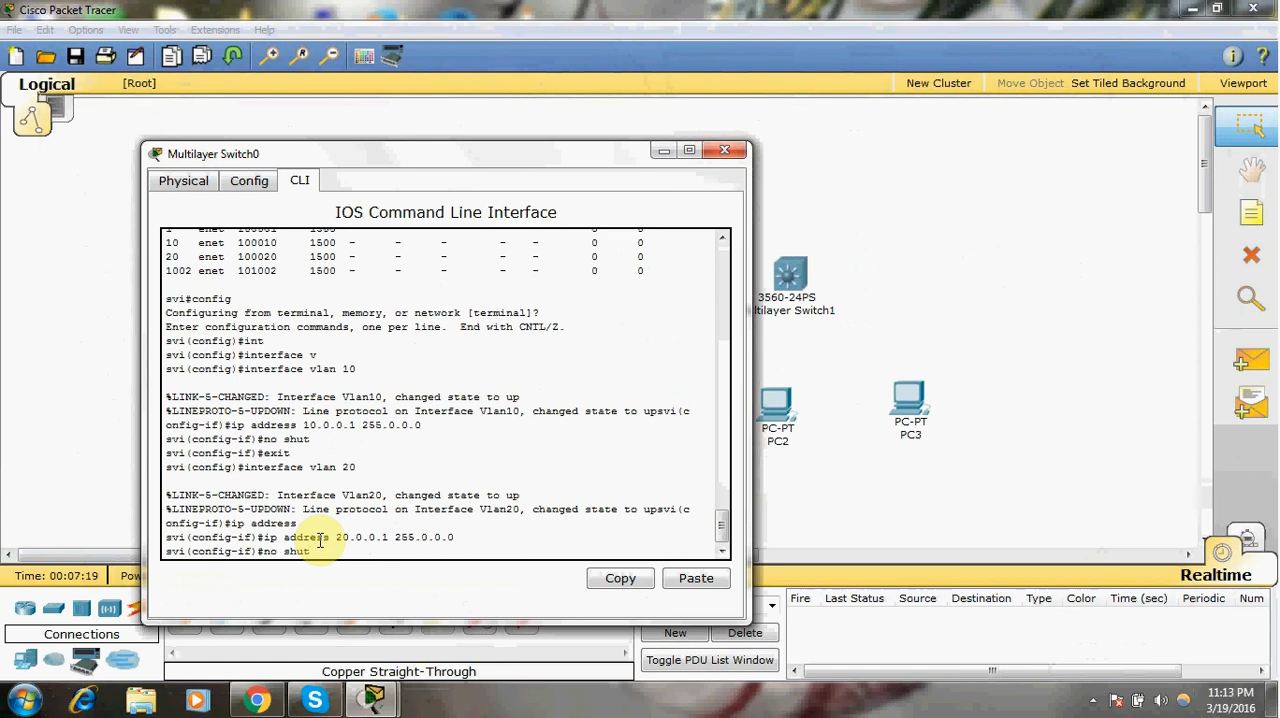 Cisco Packet Tracer
File Edit Options View Tools Extensions Help
Logical
[Root]
New Cluster
Move Object
Set Tiled Background
Viewport
Multilayer Switch0
Physical
Config
CLI
IOS Command Line Interface
10 enet 100010 1500 - - - - - 0 0
20 enet 100020 1500 - - - - - 0 0
1002 enet 101002 1500 - - - - - 0 0
svi#config
Configuring from terminal, memory, or network [terminal]?
Enter configuration commands, one per line. End with CNTL/Z.
svi(config)#int
svi(config)#interface v
svi(config)#interface vlan 10
%LINK-5-CHANGED: Interface Vlan10, changed state to up
%LINEPROTO-5-UPDOWN: Line protocol on Interface Vlan10, changed state to upsvi(c
onfig-if)#ip address 10.0.0.1 255.0.0.0
svi(config-if)#no shut
svi(config-if)#exit
svi(config)#interface vlan 20
%LINK-5-CHANGED: Interface Vlan20, changed state to up
%LINEPROTO-5-UPDOWN: Line protocol on Interface Vlan20, changed state to upsvi(c
onfig-if)#ip address
svi(config-if)#ip address 20.0.0.1 255.0.0.0
svi(config-if)#no shut
Copy
Paste
3560-24PS
ltilayer Switch1
PC-PT
PC2
PC-PT
PC3
Time: 00:07:19
Pow
Realtime
Connections
Copper Straight-Through
New
Delete
Toggle PDU List Window
Fire Last Status Source Destination Type Color Time (sec) Periodic Num
11:13 PM
3/19/2016